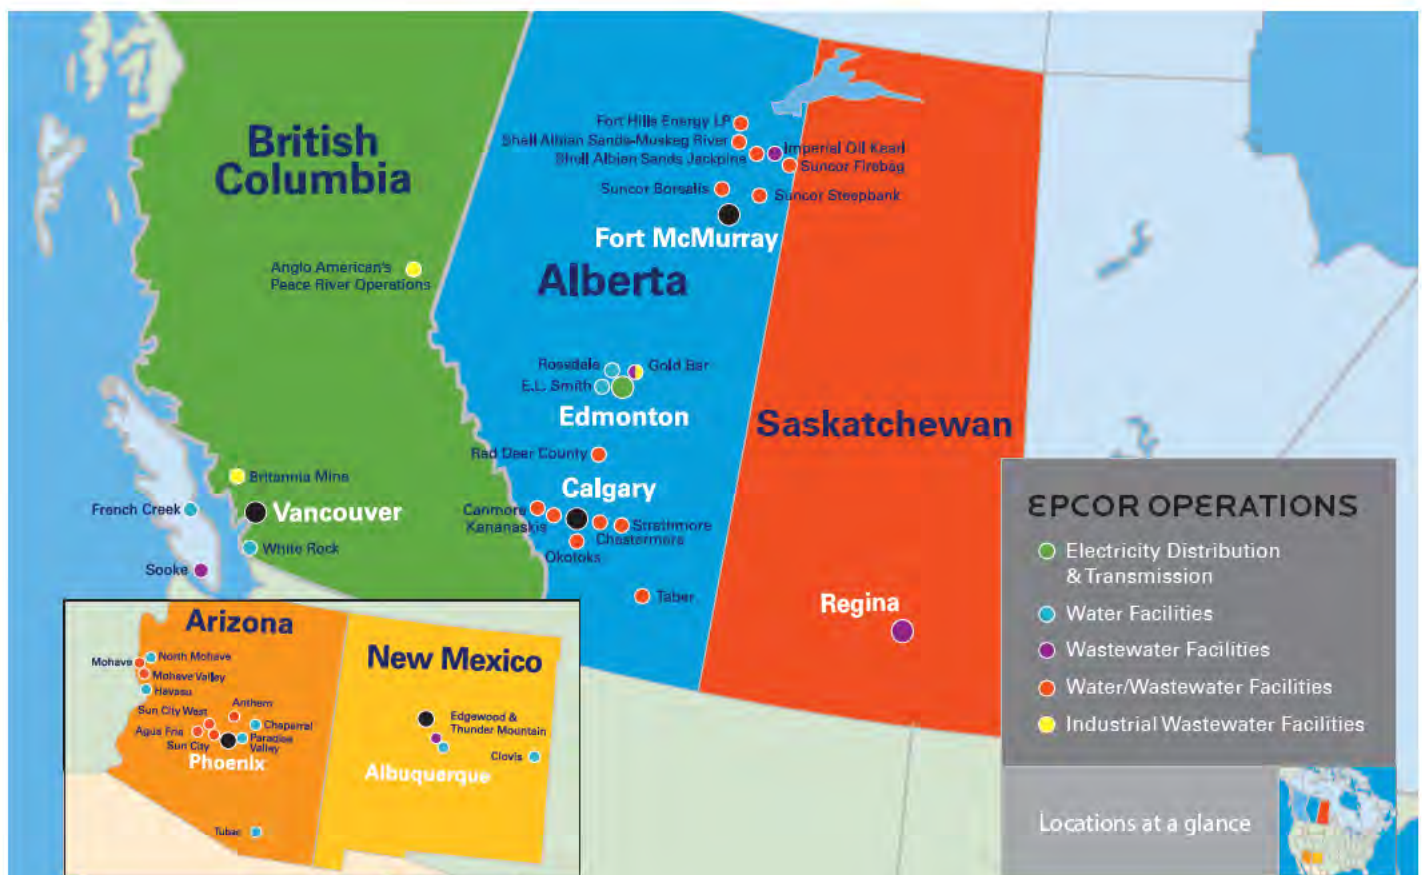 British
Columbia
Anglo American's
Peace River Operations
Britannia Mine
French Creek
Vancouver
White Rock
Sooke
Fort Hills Energy LP
Shell Albian Sands-Muskeg River
Shell Albian Sands Jackpine
Imperial Oil Kearl
Suncor Firebag
Suncor Borealis
Suncor Steepbank
Fort McMurray
Alberta
Rossdale
Gold Bar
E.L. Smith
Edmonton
Red Deer County
Calgary
Canmore
Kananaskis
Strathmore
Chestermere
Okotoks
Taber
Saskatchewan
Regina
Arizona
North Mohave
Mohave
Mohave Valley
Havasu
Anthem
Sun City West
Chaparral
Agua Fria
Paradise
Valley
Sun City
Phoenix
Tubac
New Mexico
Edgewood &
Thunder Mountain
Clovis
Albuquerque
EPCOR OPERATIONS
Electricity Distribution
& Transmission
Water Facilities
Wastewater Facilities
Water/Wastewater Facilities
Industrial Wastewater Facilities
Locations at a glance